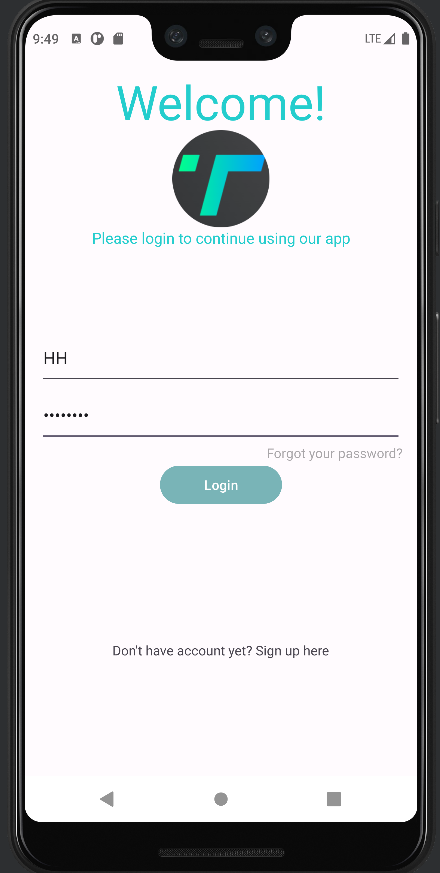 9:49 LTE
Welcome!
Please login to continue using our app
HH
••••••••
Forgot your password?
Login
Don't have account yet? Sign up here